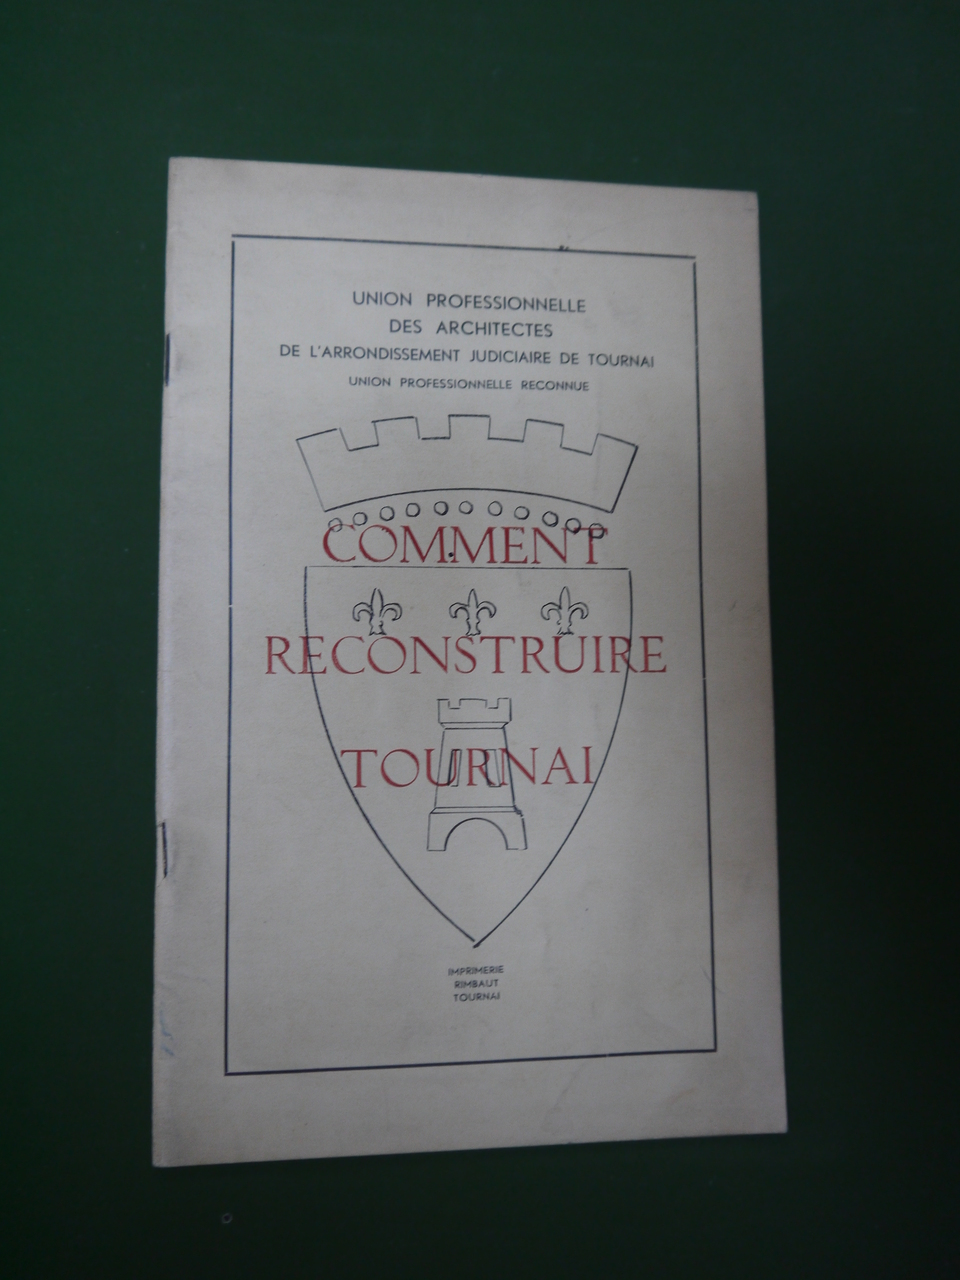 UNION PROFESSIONNELLE
DES ARCHITECTES
DE L'ARRONDISSEMENT JUDICIAIRE DE TOURNAI
UNION PROFESSIONNELLE RECONNUE
COMMENT
RECONSTRUIRE
TOURNAI
IMPRIMERIE
RIMBAUT
TOURNAI